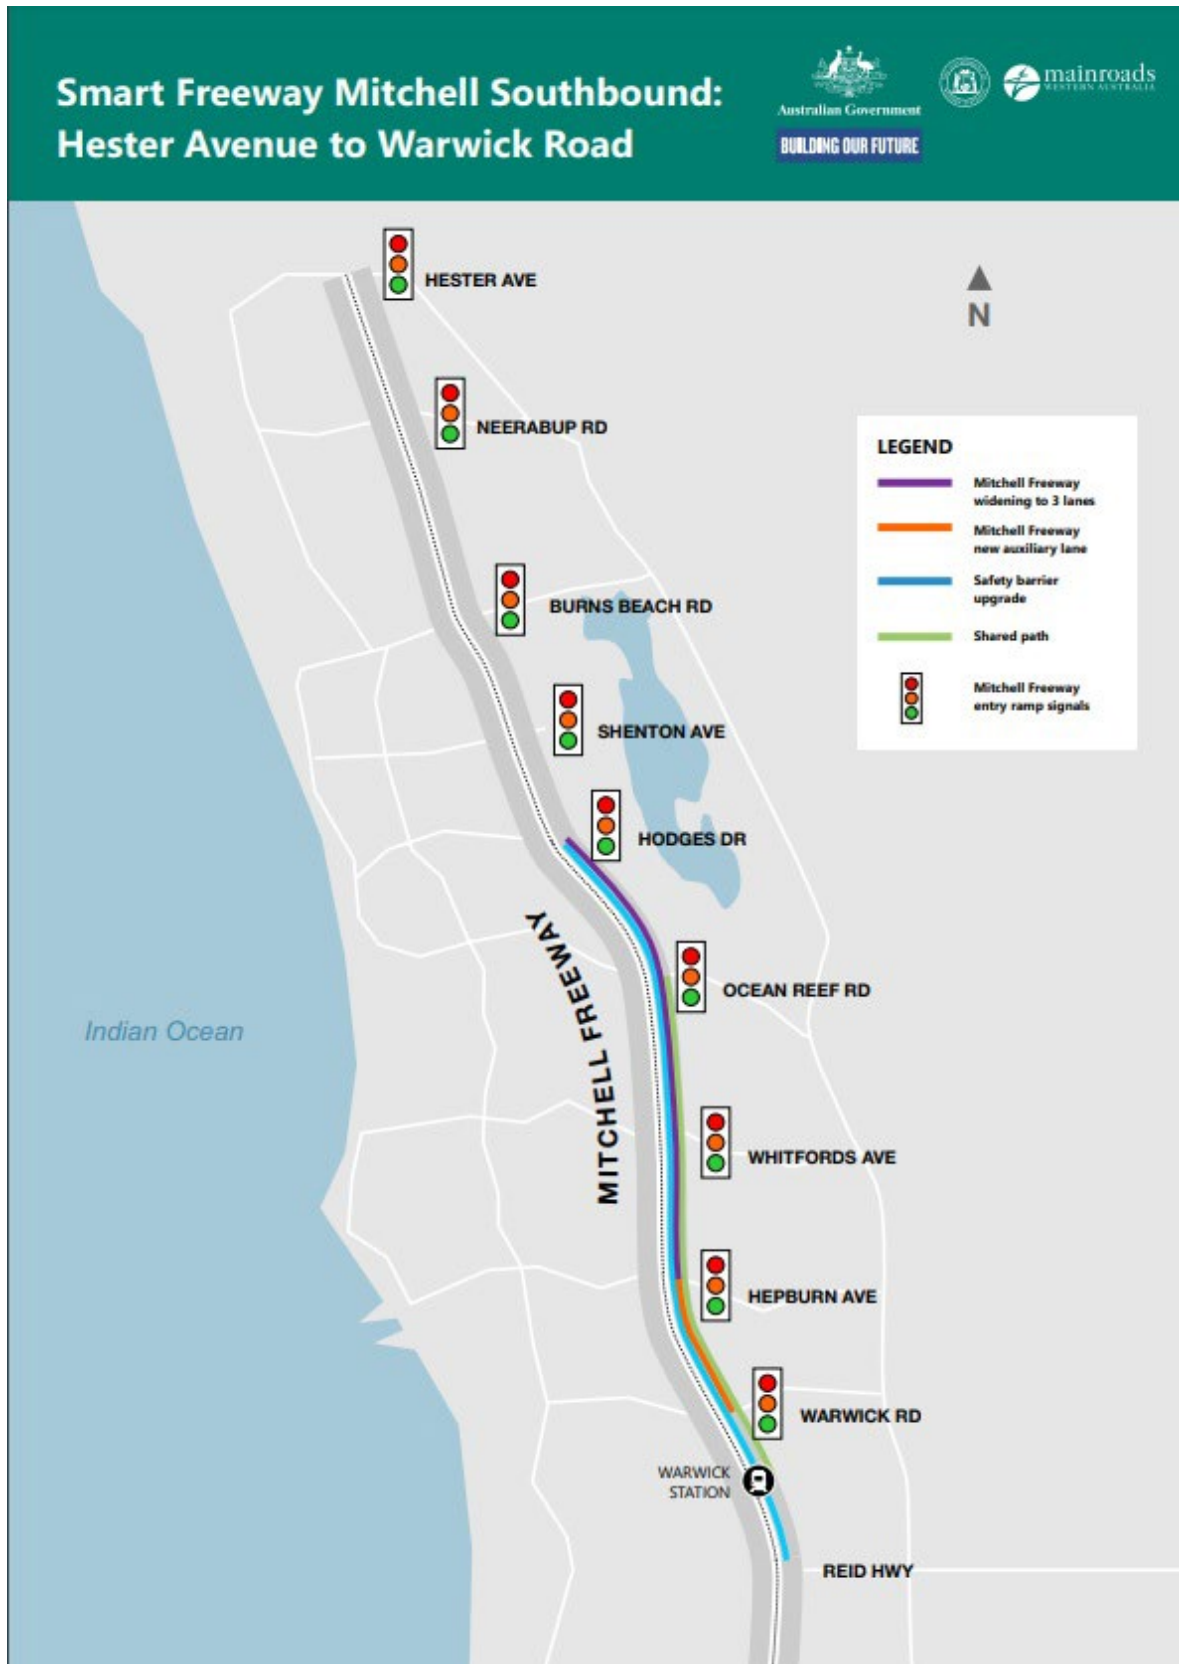 Smart Freeway Mitchell Southbound:
Hester Avenue to Warwick Road
Australian Government
BUILDING OUR FUTURE
mainroads
WESTERN AUSTRALIA
HESTER AVE
N
NEERABUP RD
LEGEND
Mitchell Freeway
widening to 3 lanes
Mitchell Freeway
new auxiliary lane
Safety barrier
upgrade
Shared path
Mitchell Freeway
entry ramp signals
BURNS BEACH RD
SHENTON AVE
HODGES DR
MITCHELL FREEWAY
OCEAN REEF RD
Indian Ocean
WHITFORDS AVE
HEPBURN AVE
WARWICK RD
WARWICK
STATION
REID HWY